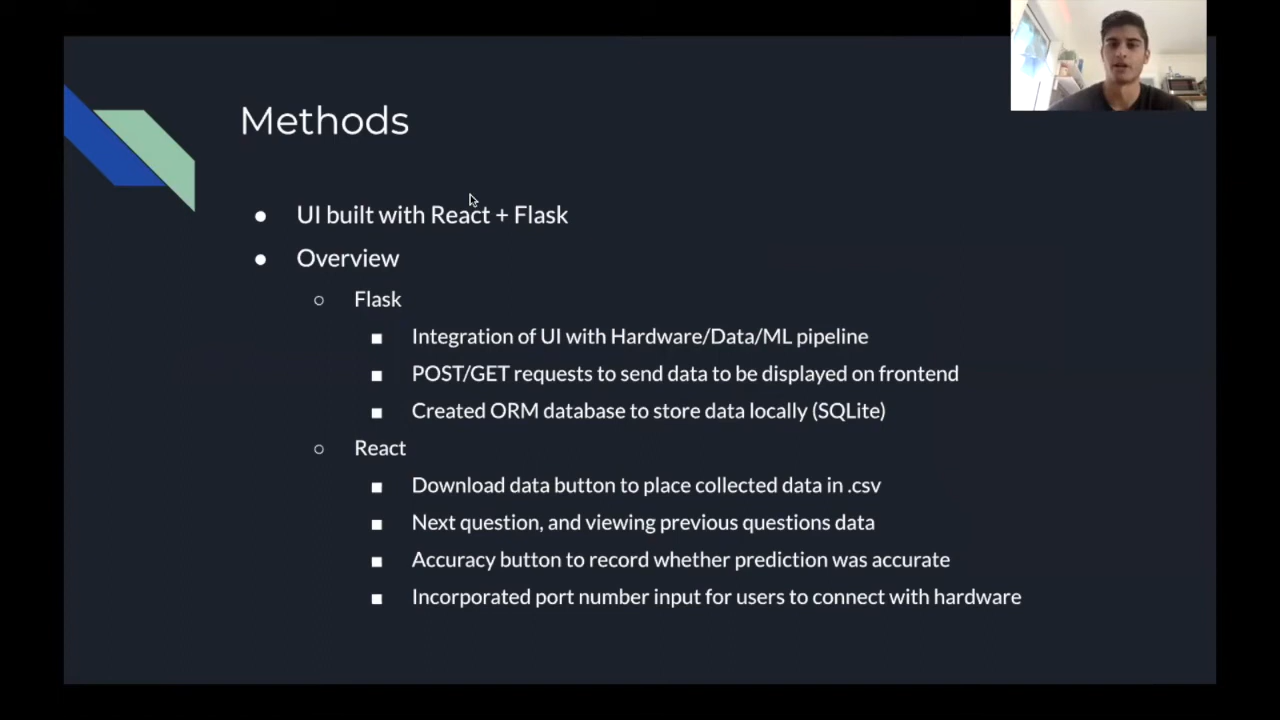 Methods
● UI built with React + Flask
● Overview
○ Flask
■ Integration of UI with Hardware/Data/ML pipeline
■ POST/GET requests to send data to be displayed on frontend
■ Created ORM database to store data locally (SQLite)
○ React
■ Download data button to place collected data in .csv
■ Next question, and viewing previous questions data
■ Accuracy button to record whether prediction was accurate
■ Incorporated port number input for users to connect with hardware